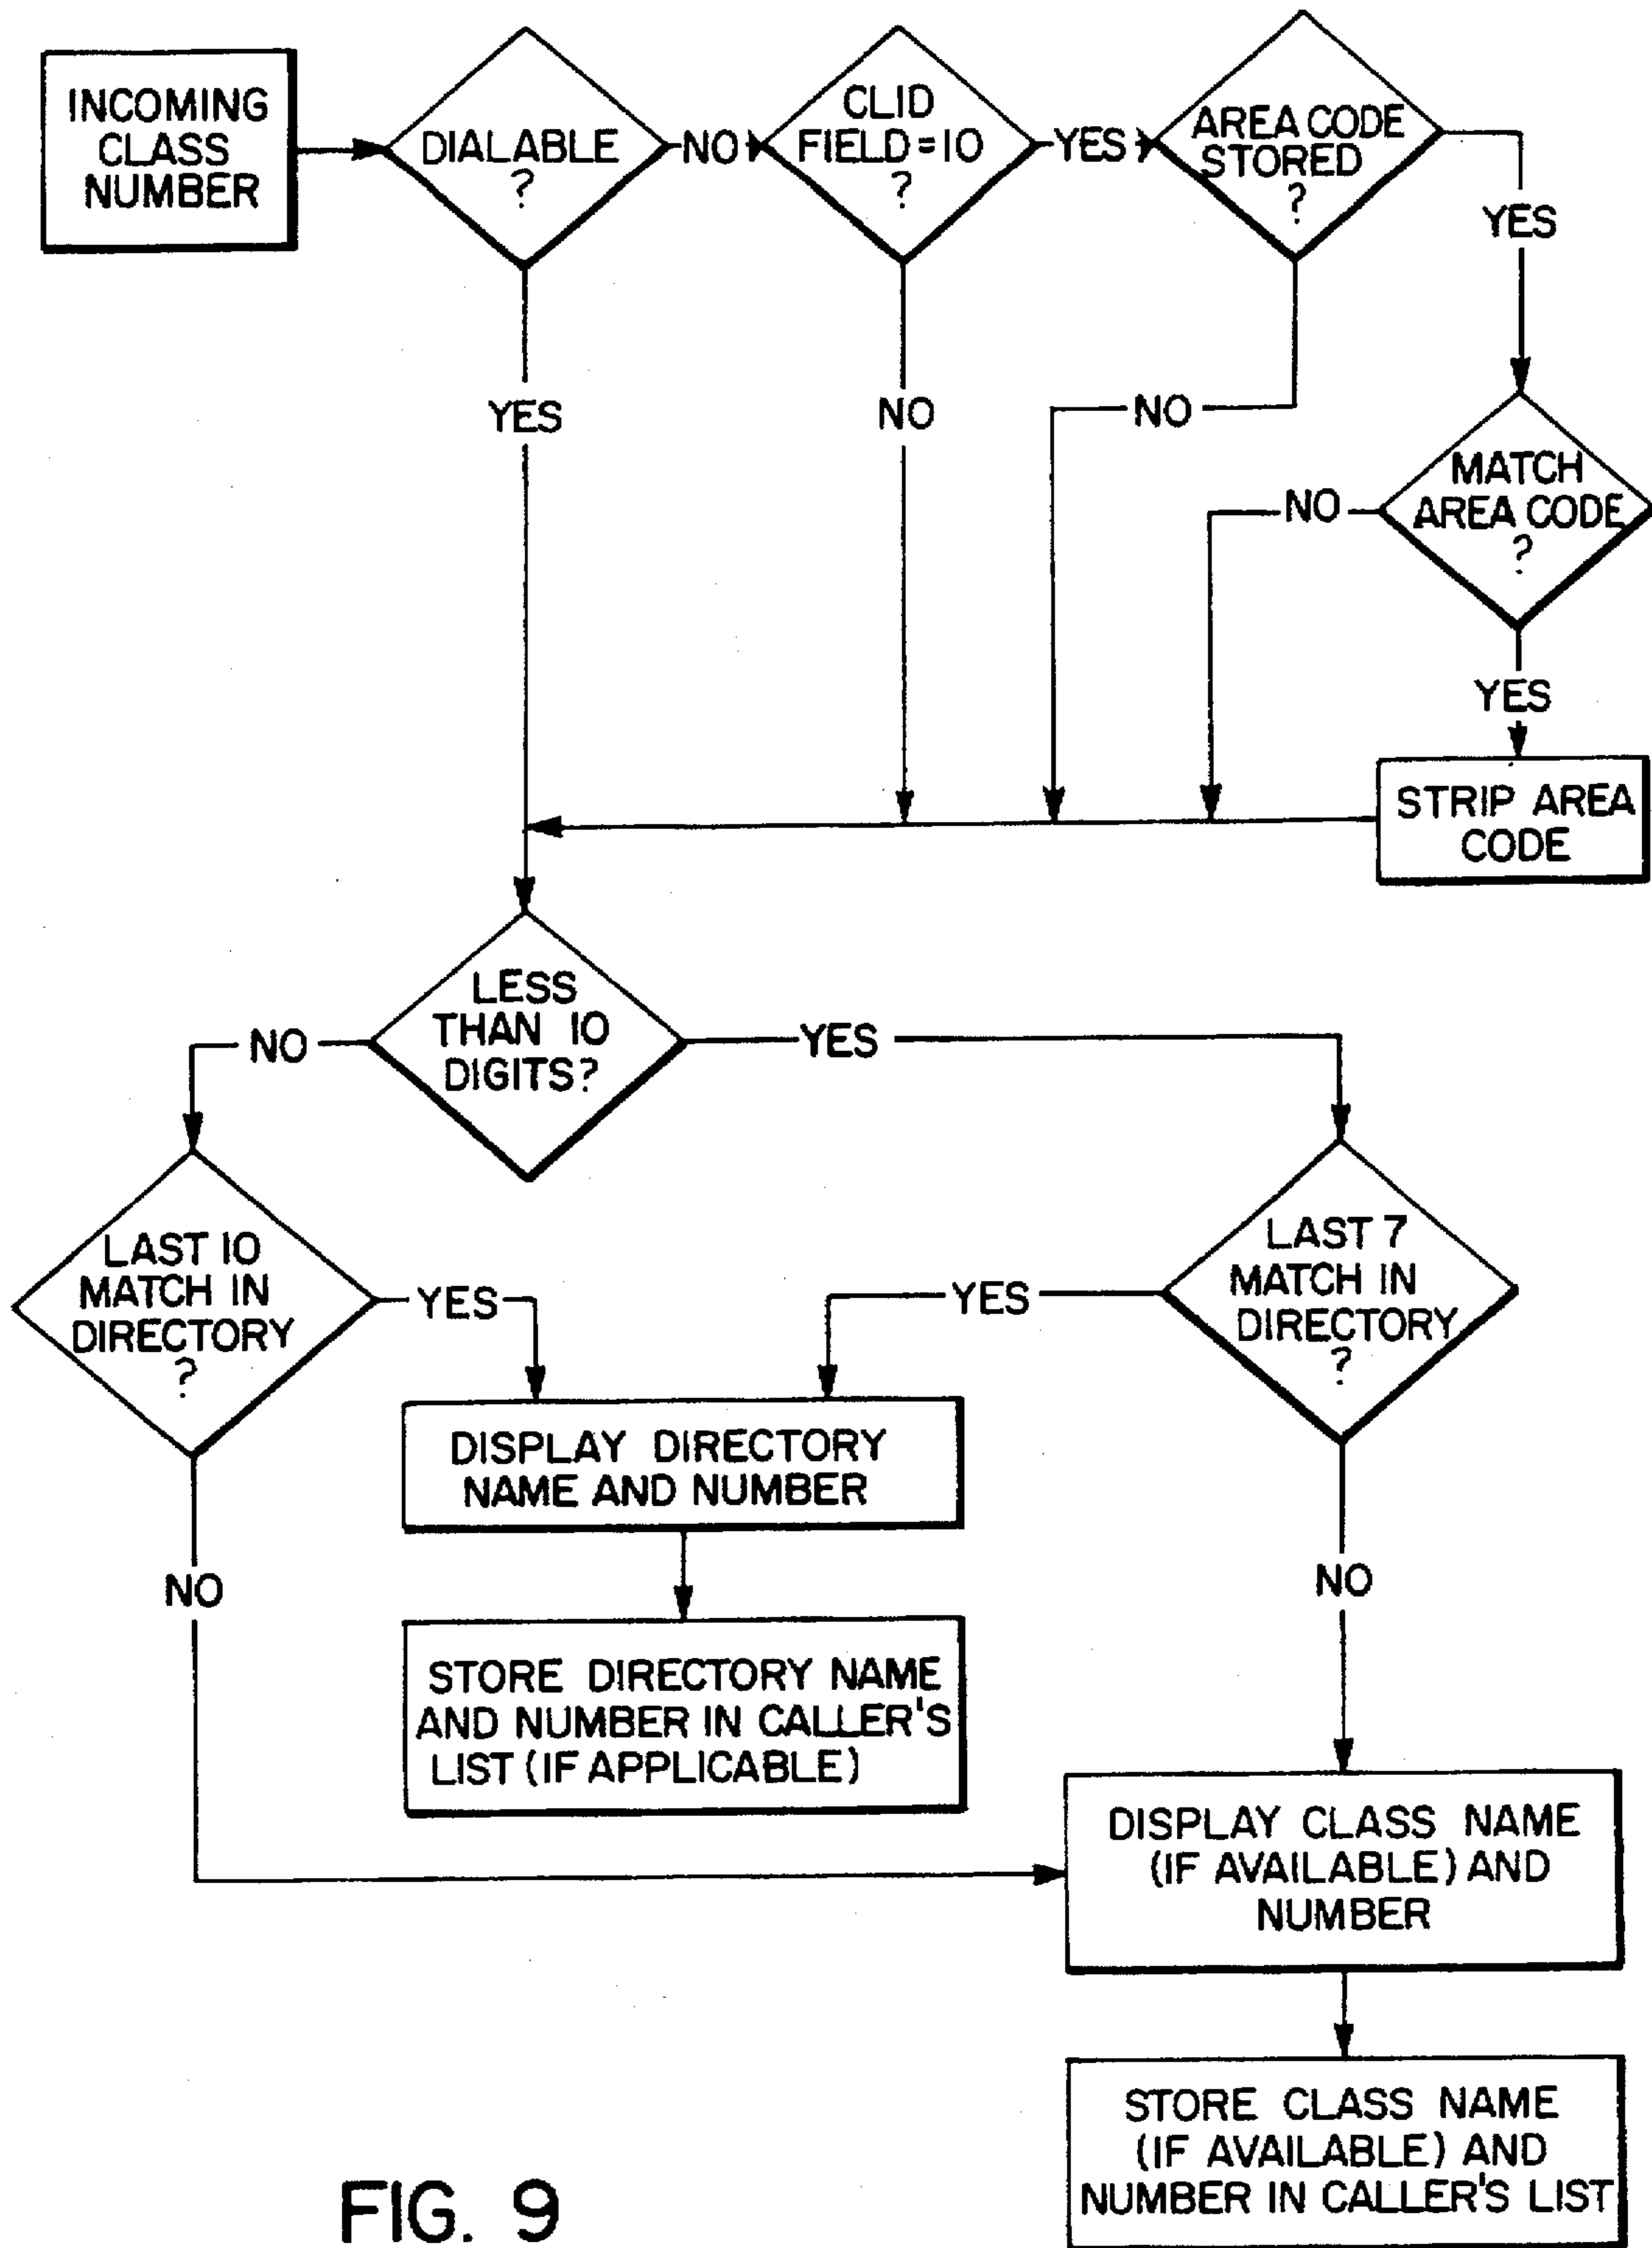 INCOMING
CLASS
NUMBER
DIALABLE
?
NO
CLID
FIELD=10
?
YES
AREA CODE
STORED
?
YES
YES
NO
NO
MATCH
AREA CODE
?
NO
YES
STRIP AREA
CODE
LESS
THAN 10
DIGITS?
NO
YES
LAST 10
MATCH IN
DIRECTORY
?
YES
LAST 7
MATCH IN
DIRECTORY
?
YES
DISPLAY DIRECTORY
NAME AND NUMBER
NO
NO
STORE DIRECTORY NAME
AND NUMBER IN CALLER'S
LIST (IF APPLICABLE)
DISPLAY CLASS NAME
(IF AVAILABLE) AND
NUMBER
STORE CLASS NAME
(IF AVAILABLE) AND
NUMBER IN CALLER'S LIST
FIG. 9